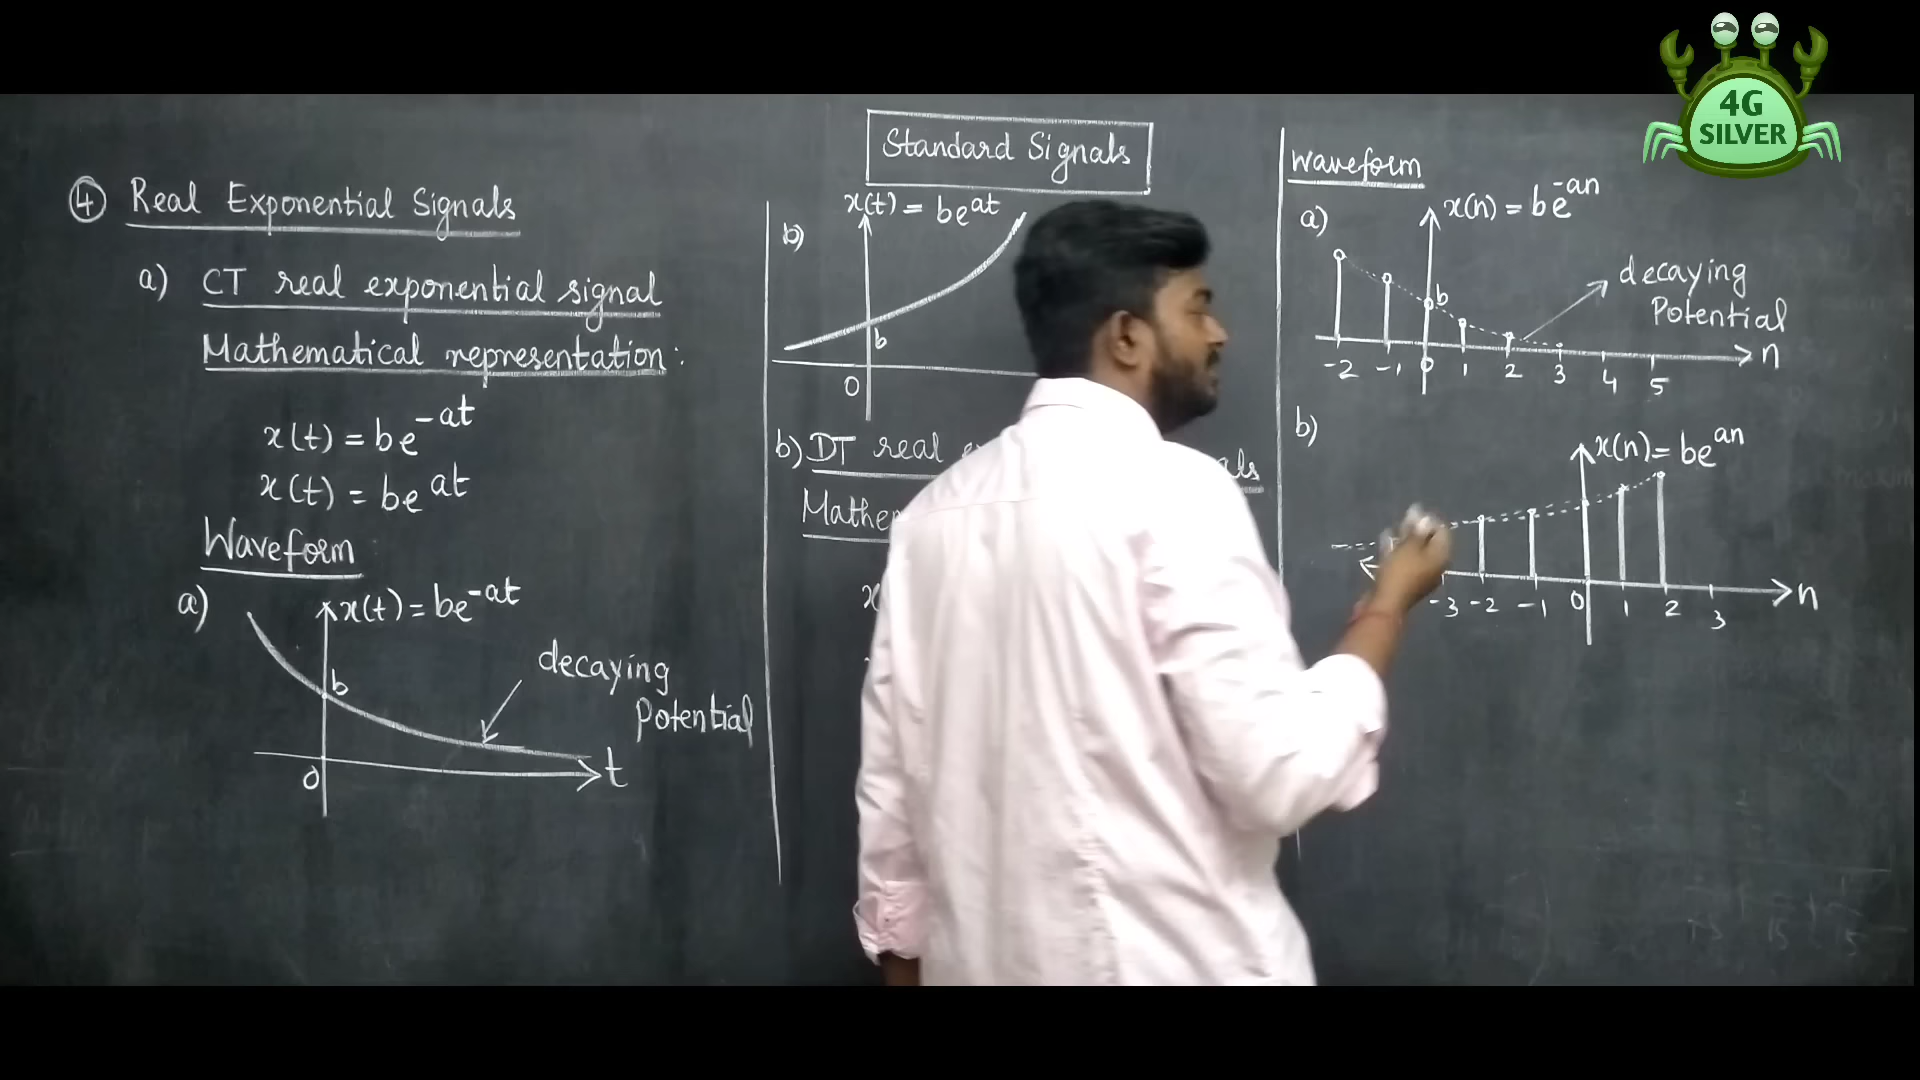 4G
SILVER
Standard Signals
4 Real Exponential Signals
a) CT real exponential signal
Mathematical representation:
x(t) = be^-at
x(t) = be^at
Waveform
a) x(t) = be^-at
b
decaying
Potential
0
t
b) x(t) = be^at
b
0
b) DT real
Waveform
a) x(n) = be^-an
b
decaying
Potential
-2 -1 0 1 2 3 4 5
n
b) x(n) = be^an
-3 -2 -1 0 1 2 3
n